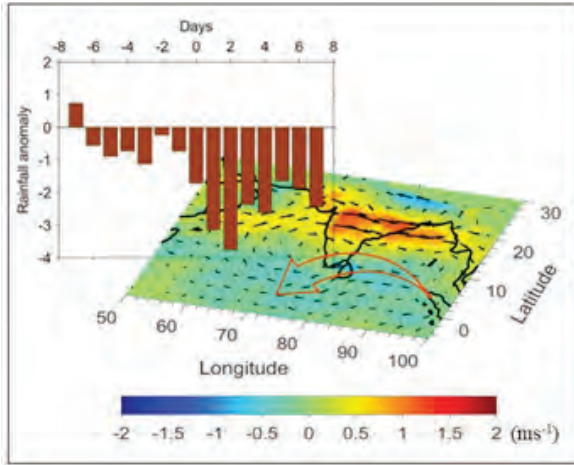 Days
-8 -6 -4 -2 0 2 4 6 8
2
1
0
-1
-2
-3
-4
Rainfall anomaly
30
20
10
0
Latitude
50 60 70 80 90 100
Longitude
-2 -1.5 -1 -0.5 0 0.5 1 1.5 2 (ms⁻¹)